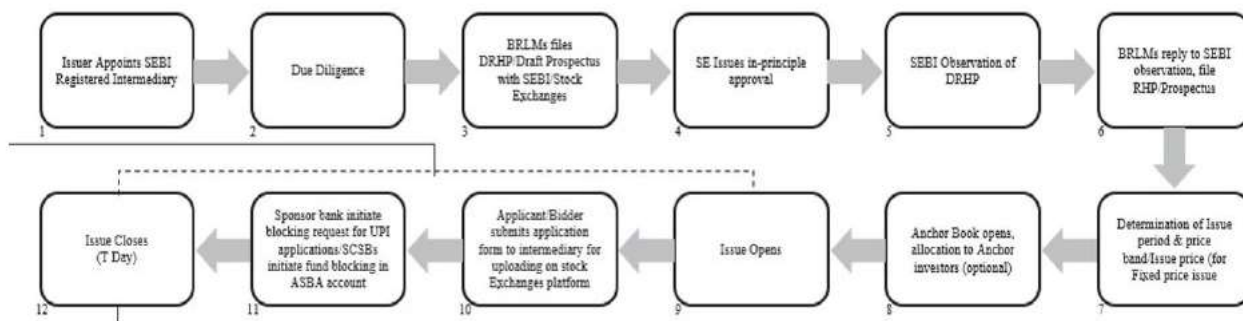 Issuer Appoints SEBI
Registered Intermediary
1
Due Diligence
2
BRLMs files
DRHP/Draft Prospectus
with SEBI/Stock
Exchanges
3
SE Issues in-principle
approval
4
SEBI Observation of
DRHP
5
BRLMs reply to SEBI
observation, file
RHP/Prospectus
6
Determination of Issue
period & price
band/Issue price (for
Fixed price issue
7
Anchor Book opens,
allocation to Anchor
investors (optional)
8
Issue Opens
9
Applicant/Bidder
submits application
form to intermediary for
uploading on stock
Exchanges platform
10
Sponsor bank initiate
blocking request for UPI
applications/SCSBs
initiate fund blocking in
ASBA account
11
Issue Closes
(T Day)
12